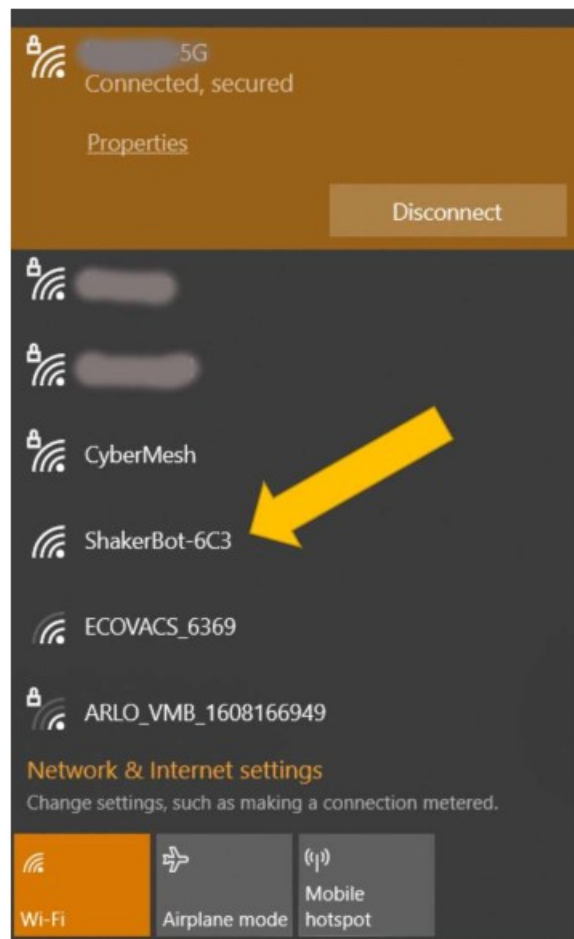 5G
Connected, secured
Properties
Disconnect
CyberMesh
ShakerBot-6C3
ECOVACS_6369
ARLO_VMB_1608166949
Network & Internet settings
Change settings, such as making a connection metered.
Wi-Fi
Airplane mode
Mobile
hotspot